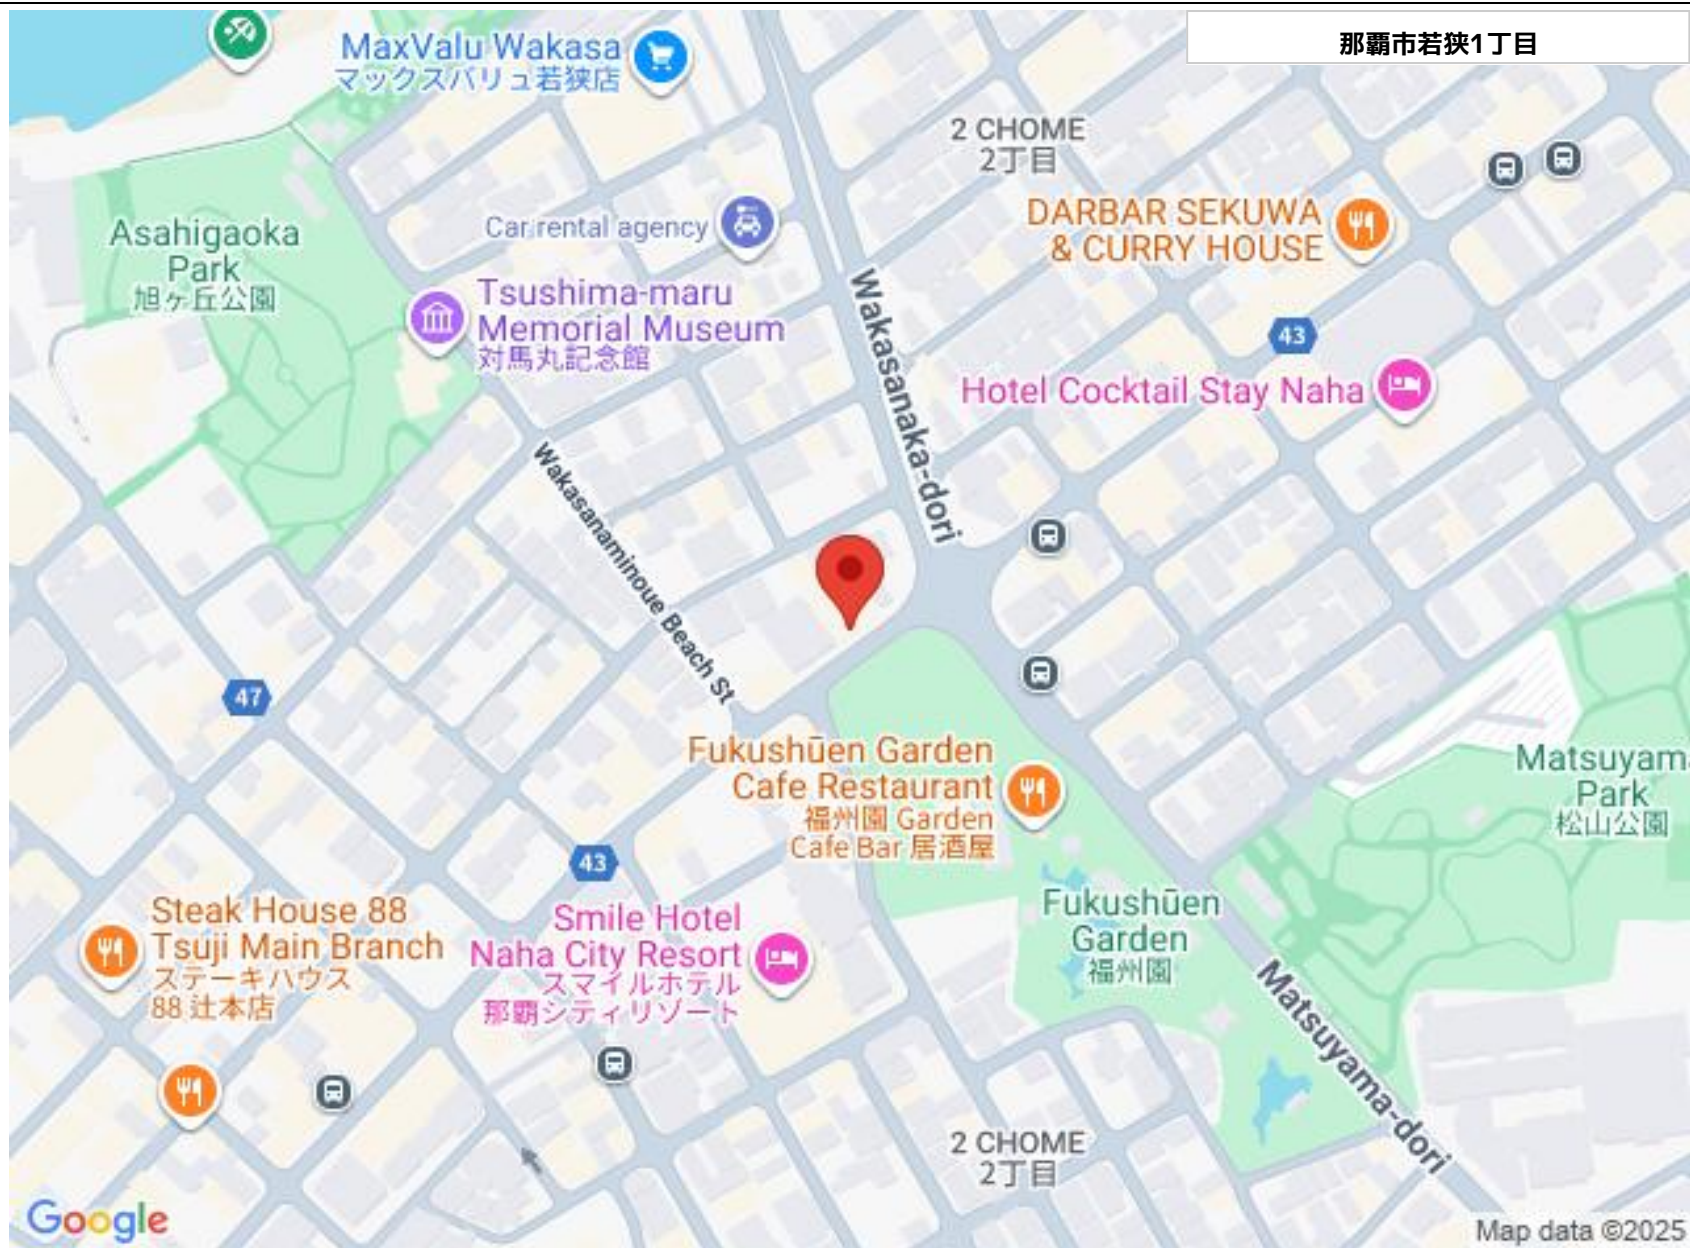 那覇市若狭1丁目
MaxValu Wakasa
マックスバリュ若狭店
2 CHOME
2丁目
Car rental agency
DARBAR SEKUWA
& CURRY HOUSE
Asahigaoka
Park
旭ヶ丘公園
Tsushima-maru
Memorial Museum
対馬丸記念館
Wakasanaka-dori
43
Hotel Cocktail Stay Naha
Wakasanaminoue Beach St
47
Fukushūen Garden
Cafe Restaurant
福州園 Garden
Cafe Bar 居酒屋
Matsuyam
Park
松山公園
43
Steak House 88
Tsuji Main Branch
ステーキハウス
88 辻本店
Smile Hotel
Naha City Resort
スマイルホテル
那覇シティリゾート
Fukushūen
Garden
福州園
Matsuyama-dori
2 CHOME
2丁目
Google
Map data ©2025